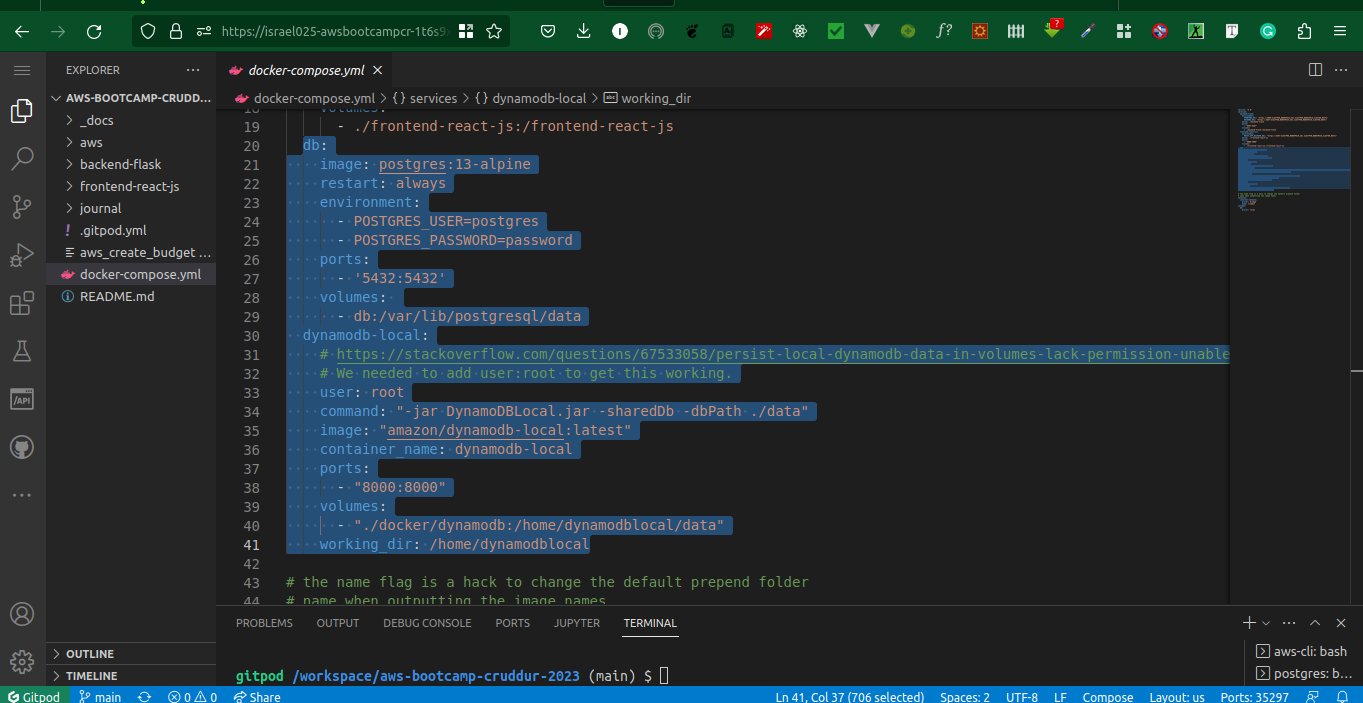 https://israel025-awsbootcampcr-1t6s9
EXPLORER
AWS-BOOTCAMP-CRUDD...
_docs
aws
backend-flask
frontend-react-js
journal
.gitpod.yml
aws_create_budget ...
docker-compose.yml
README.md
OUTLINE
TIMELINE
docker-compose.yml
docker-compose.yml > {} services > {} dynamodb-local > working_dir
18 volumes:
19 - ./frontend-react-js:/frontend-react-js
20 db:
21 image: postgres:13-alpine
22 restart: always
23 environment:
24 - POSTGRES_USER=postgres
25 - POSTGRES_PASSWORD=password
26 ports:
27 - '5432:5432'
28 volumes:
29 - db:/var/lib/postgresql/data
30 dynamodb-local:
31 # https://stackoverflow.com/questions/67533058/persist-local-dynamodb-data-in-volumes-lack-permission-unable
32 # We needed to add user:root to get this working.
33 user: root
34 command: "-jar DynamoDBLocal.jar -sharedDb -dbPath ./data"
35 image: "amazon/dynamodb-local:latest"
36 container_name: dynamodb-local
37 ports:
38 - "8000:8000"
39 volumes:
40 - "./docker/dynamodb:/home/dynamodblocal/data"
41 working_dir: /home/dynamodblocal
42
43 # the name flag is a hack to change the default prepend folder
44 # name when outputting the image names
PROBLEMS OUTPUT DEBUG CONSOLE PORTS JUPYTER TERMINAL
gitpod /workspace/aws-bootcamp-cruddur-2023 (main) $
aws-cli: bash
postgres: b...
Gitpod main 0 0 Share Ln 41, Col 37 (706 selected) Spaces: 2 UTF-8 LF Compose Layout: us Ports: 35297